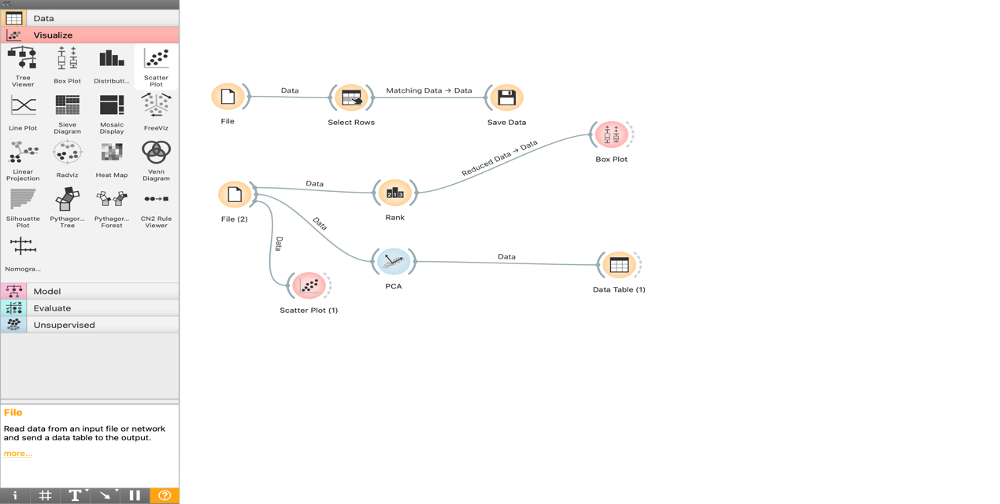 Data
Visualize
Tree
Viewer
Box Plot
Distributi...
Scatter
Plot
Line Plot
Sieve
Diagram
Mosaic
Display
FreeViz
Linear
Projection
Radviz
Heat Map
Venn
Diagram
Silhouette
Plot
Pythagor...
Tree
Pythagor...
Forest
CN2 Rule
Viewer
Nomogra...
Model
Evaluate
Unsupervised
File
Read data from an input file or network
and send a data table to the output.
more...
File
Data
Select Rows
Matching Data → Data
Save Data
File (2)
Data
Rank
213
Reduced Data → Data
Box Plot
Data
PCA
Data
Data Table (1)
Data
Scatter Plot (1)